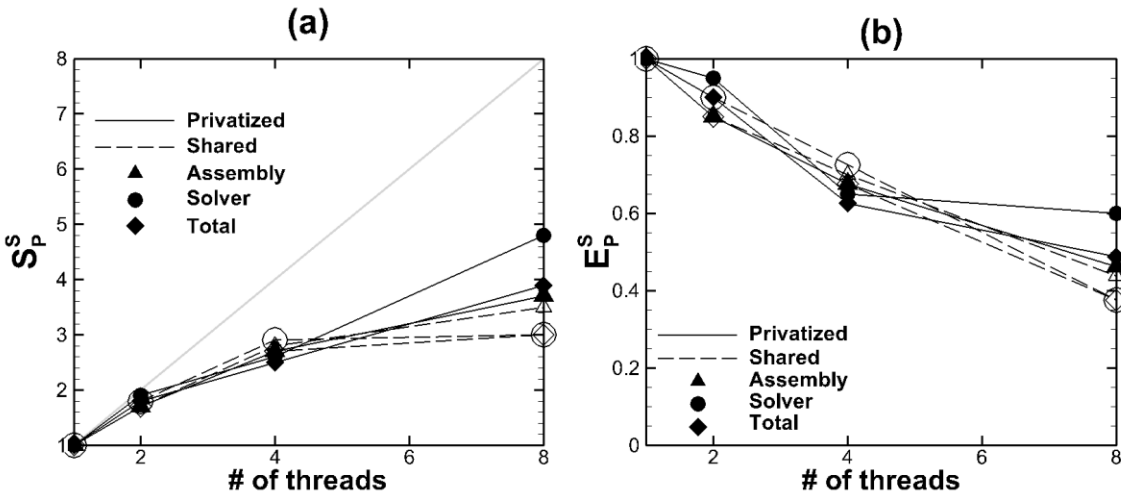 (a)
8
7
6
5
4
3
2
1
2
4
6
8
S_P^S
# of threads
Privatized
Shared
Assembly
Solver
Total
(b)
1
0.8
0.6
0.4
0.2
0
2
4
6
8
E_P^S
# of threads
Privatized
Shared
Assembly
Solver
Total